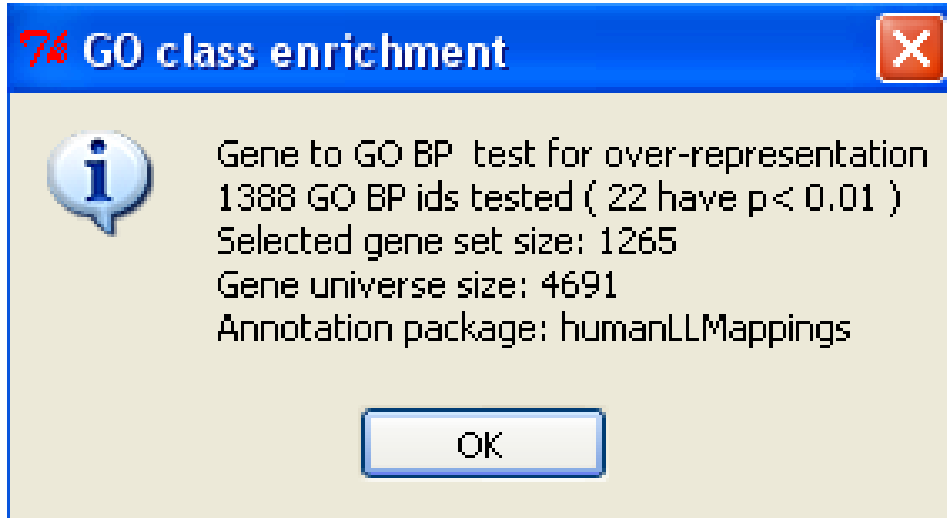 GO class enrichment
Gene to GO BP test for over-representation
1388 GO BP ids tested ( 22 have p< 0.01 )
Selected gene set size: 1265
Gene universe size: 4691
Annotation package: humanLLMappings
OK